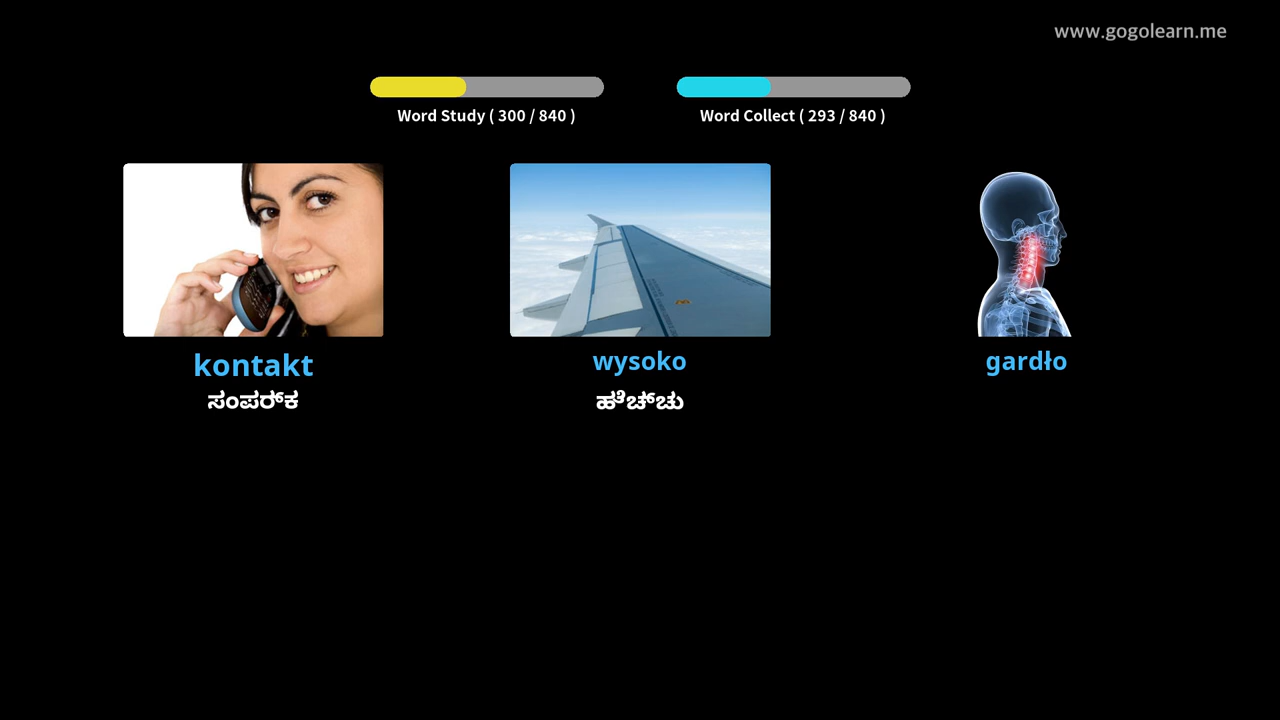 www.gogolearn.me
Word Study ( 300 / 840 )
Word Collect ( 293 / 840 )
kontakt
ಸಂಪರ್ಕ
wysoko
ಹೆಚ್ಚು
gardło